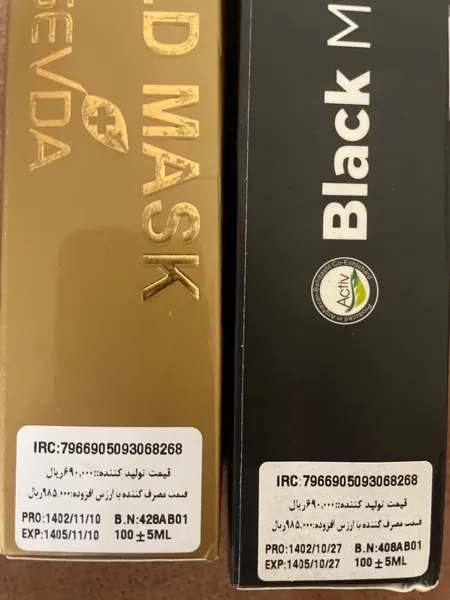 LD MASK
SEVDA
IRC:7966905093068268
قیمت تولید کننده::۶۹۰,۰۰۰ریال
قیمت مصرف کننده با ارزش افزوده:۹۸۵,۰۰۰ریال
PRO:1402/11/10 B.N:428AB01
EXP:1405/11/10 100±5ML
Black M
Activ
IRC:7966905093068268
قیمت تولید کننده::۶۹۰,۰۰۰ریال
قیمت مصرف کننده با ارزش افزوده:۹۸۵,۰۰۰ریال
PRO:1402/10/27 B.N:408AB01
EXP:1405/10/27 100±5ML